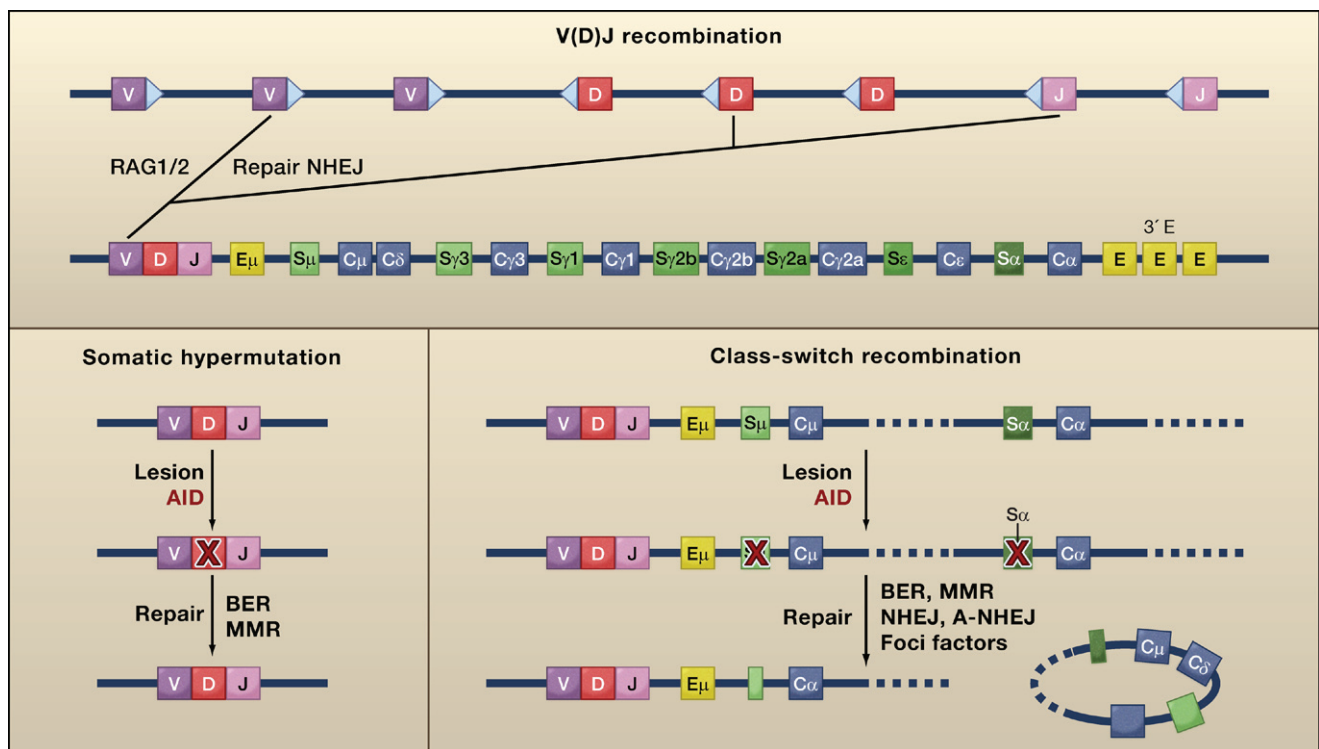 V(D)J recombination
V V V D D D J J
RAG1/2 Repair NHEJ
3´ E
V D J Eμ Sμ Cμ Cδ Sγ3 Cγ3 Sγ1 Cγ1 Sγ2b Cγ2b Sγ2a Cγ2a Sε Cε Sα Cα E E E
Somatic hypermutation
V D J
Lesion
AID
V X J
Repair BER
MMR
V D J
Class-switch recombination
V D J Eμ Sμ Cμ Sα Cα
Lesion
AID
Sα
V D J Eμ X Cμ X Cα
Repair BER, MMR
NHEJ, A-NHEJ
Foci factors
V D J Eμ Cα
Cμ Cδ